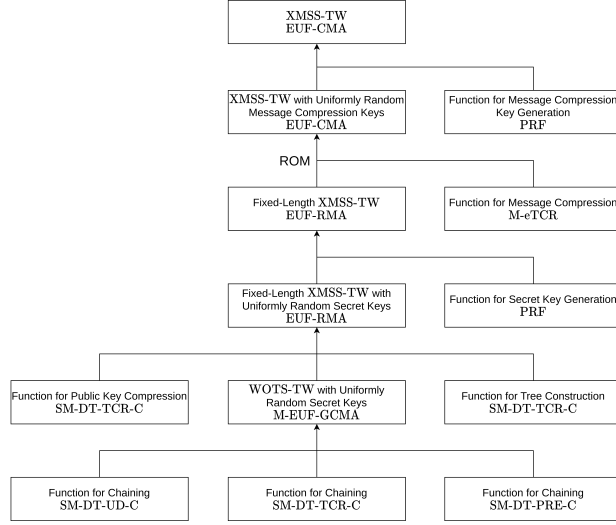 XMSS-TW
EUF-CMA
XMSS-TW with Uniformly Random
Message Compression Keys
EUF-CMA
Function for Message Compression
Key Generation
PRF
ROM
Fixed-Length XMSS-TW
EUF-RMA
Function for Message Compression
M-eTCR
Fixed-Length XMSS-TW with
Uniformly Random Secret Keys
EUF-RMA
Function for Secret Key Generation
PRF
Function for Public Key Compression
SM-DT-TCR-C
WOTS-TW with Uniformly
Random Secret Keys
M-EUF-GCMA
Function for Tree Construction
SM-DT-TCR-C
Function for Chaining
SM-DT-UD-C
Function for Chaining
SM-DT-TCR-C
Function for Chaining
SM-DT-PRE-C